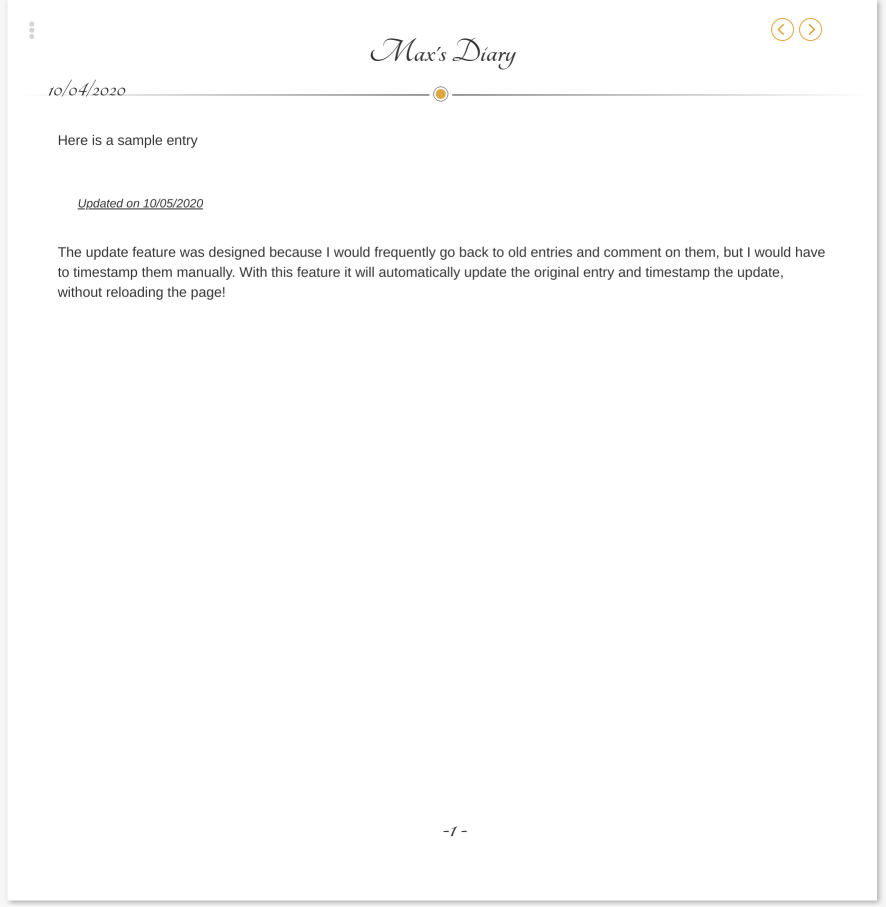 Max's Diary
10/04/2020
Here is a sample entry
Updated on 10/05/2020
The update feature was designed because I would frequently go back to old entries and comment on them, but I would have
to timestamp them manually. With this feature it will automatically update the original entry and timestamp the update,
without reloading the page!
-1 -